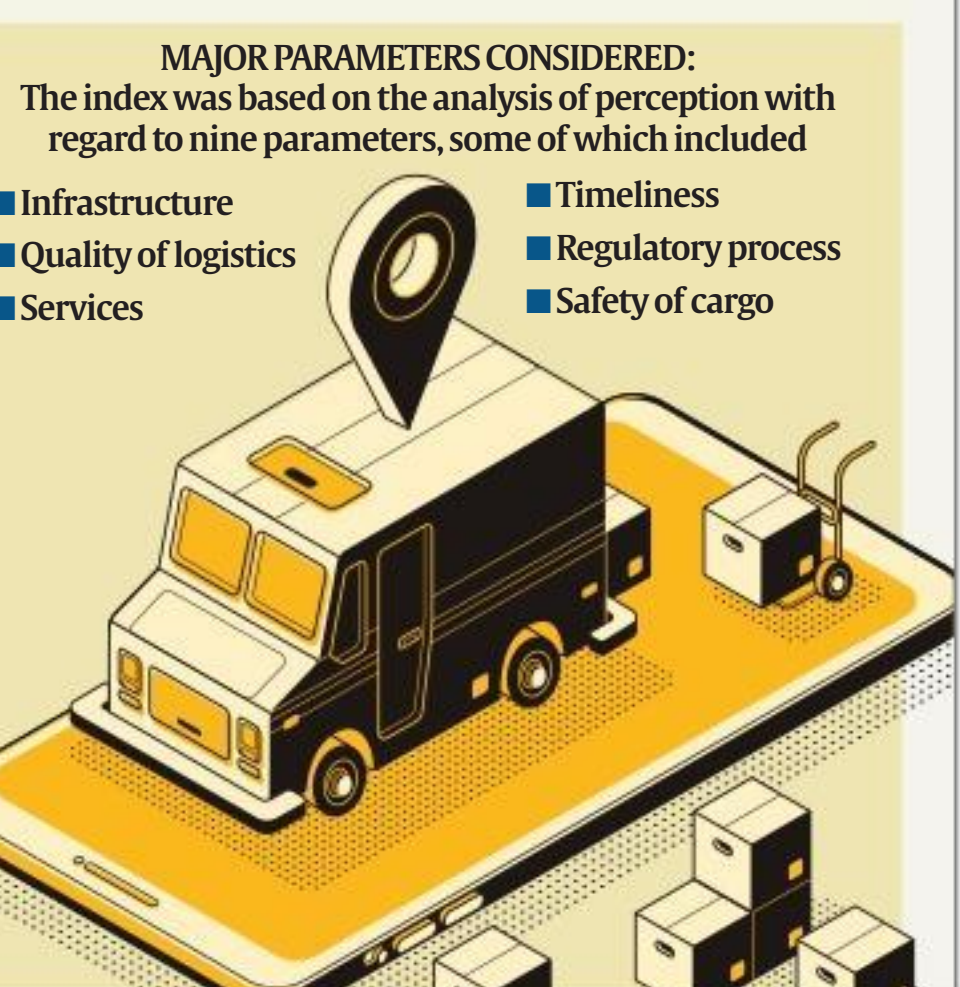 MAJOR PARAMETERS CONSIDERED:
The index was based on the analysis of perception with
regard to nine parameters, some of which included
■ Infrastructure
■ Quality of logistics
■ Services
■ Timeliness
■ Regulatory process
■ Safety of cargo